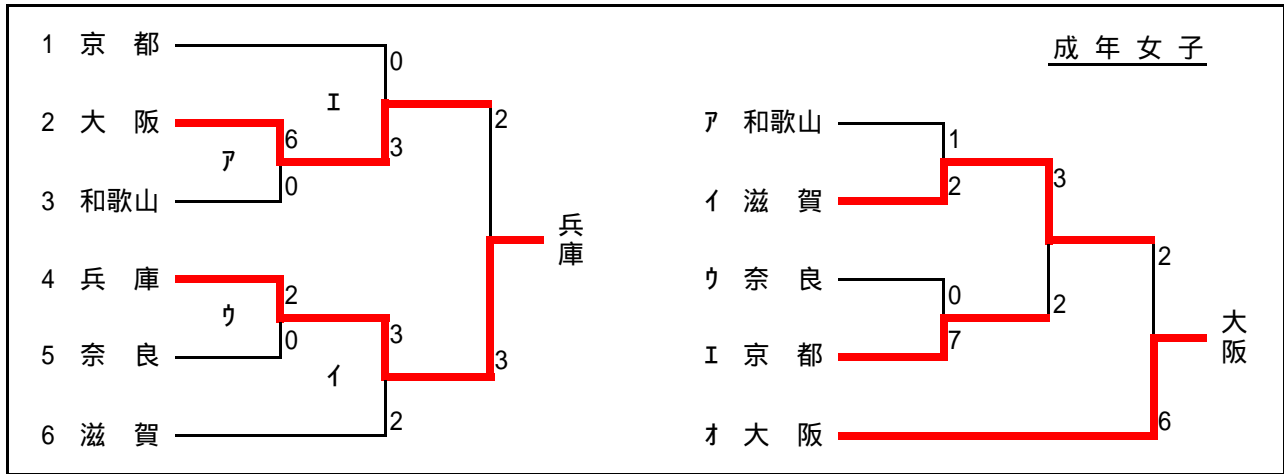 成年女子
1 京都
0
エ
2 大阪
6
2
ア
3
0
3 和歌山
兵庫
4 兵庫
2
ウ
3
0
5 奈良
3
イ
2
6 滋賀
ア 和歌山
1
3
イ 滋賀
2
2
ウ 奈良
0
2
大阪
エ 京都
7
オ 大阪
6